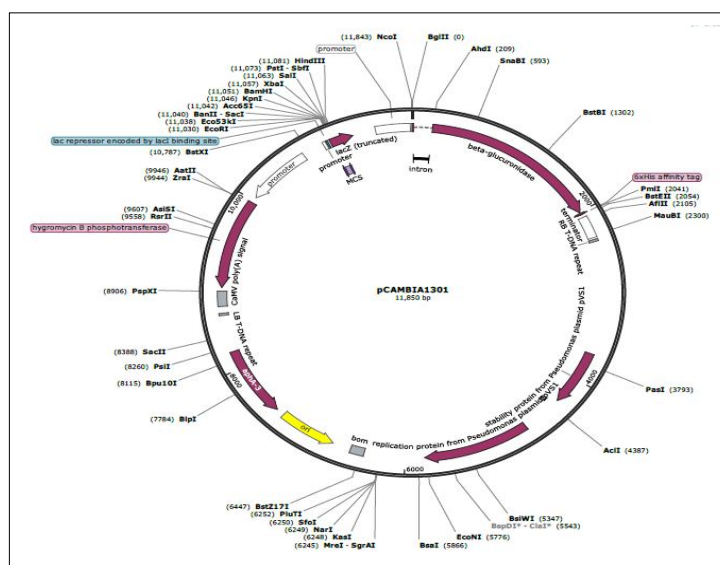 promoter
(11,843) NcoI
BglII (0)
AhdI (209)
SnaBI (593)
BstBI (1302)
6xHis affinity tag
PmlI (2041)
BstEII (2054)
AflII (2105)
MauBI (2300)
PasI (3793)
AclI (4387)
BsiWI (5347)
BspDI* - ClaI* (5543)
EcoNI (5776)
BsaI (5866)
(6245) MreI - SgrAI
(6248) KasI
(6249) NarI
(6250) SfoI
(6252) PluTI
(6447) BstZ17I
(7784) BlpI
(8115) Bpu10I
(8260) PsiI
(8388) SacII
(8906) PspXI
hygromycin B phosphotransferase
(9558) RsrII
(9607) AsiSI
(9944) ZraI
(9946) AatII
(10,787) BstXI
lac repressor encoded by lacI binding site
(11,030) EcoRI
(11,038) Eco53kI
(11,040) BanII - SacI
(11,042) Acc65I
(11,046) KpnI
(11,051) BamHI
(11,057) XbaI
(11,063) SalI
(11,073) PstI - SbfI
(11,081) HindIII
lacZ (truncated)
promoter
MCS
intron
beta-glucuronidase
2000
terminator
RB T-DNA repeat
pCAMBIA1301
11,850 bp
stability protein from Pseudomonas plasmid pVS1
4000
replication protein from Pseudomonas plasmid pVS1
6000
bom
ori
aphA-3
8000
LB T-DNA repeat
CaMV poly(A) signal
10,000
promoter